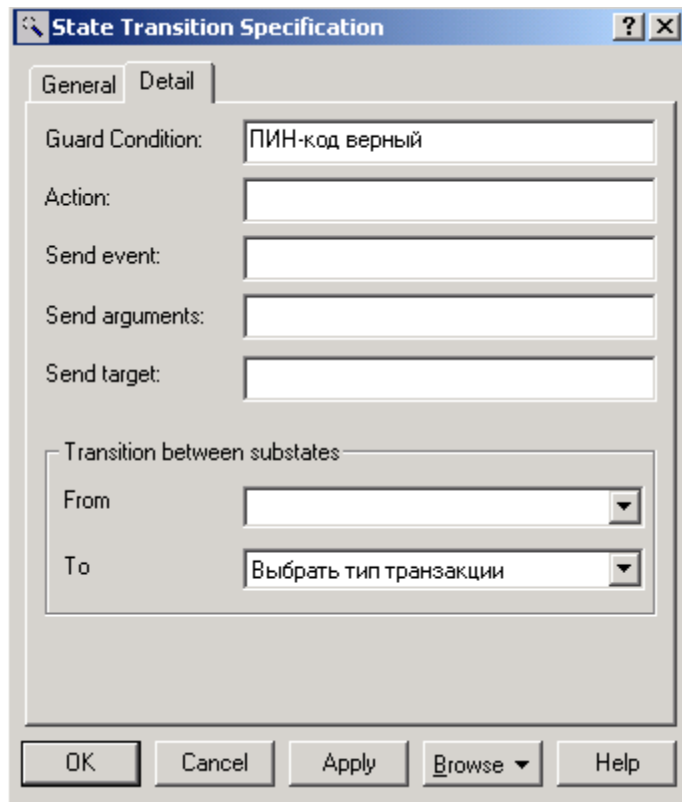 State Transition Specification
General Detail
Guard Condition: ПИН-код верный
Action:
Send event:
Send arguments:
Send target:
Transition between substates
From
To Выбрать тип транзакции
OK Cancel Apply Browse Help